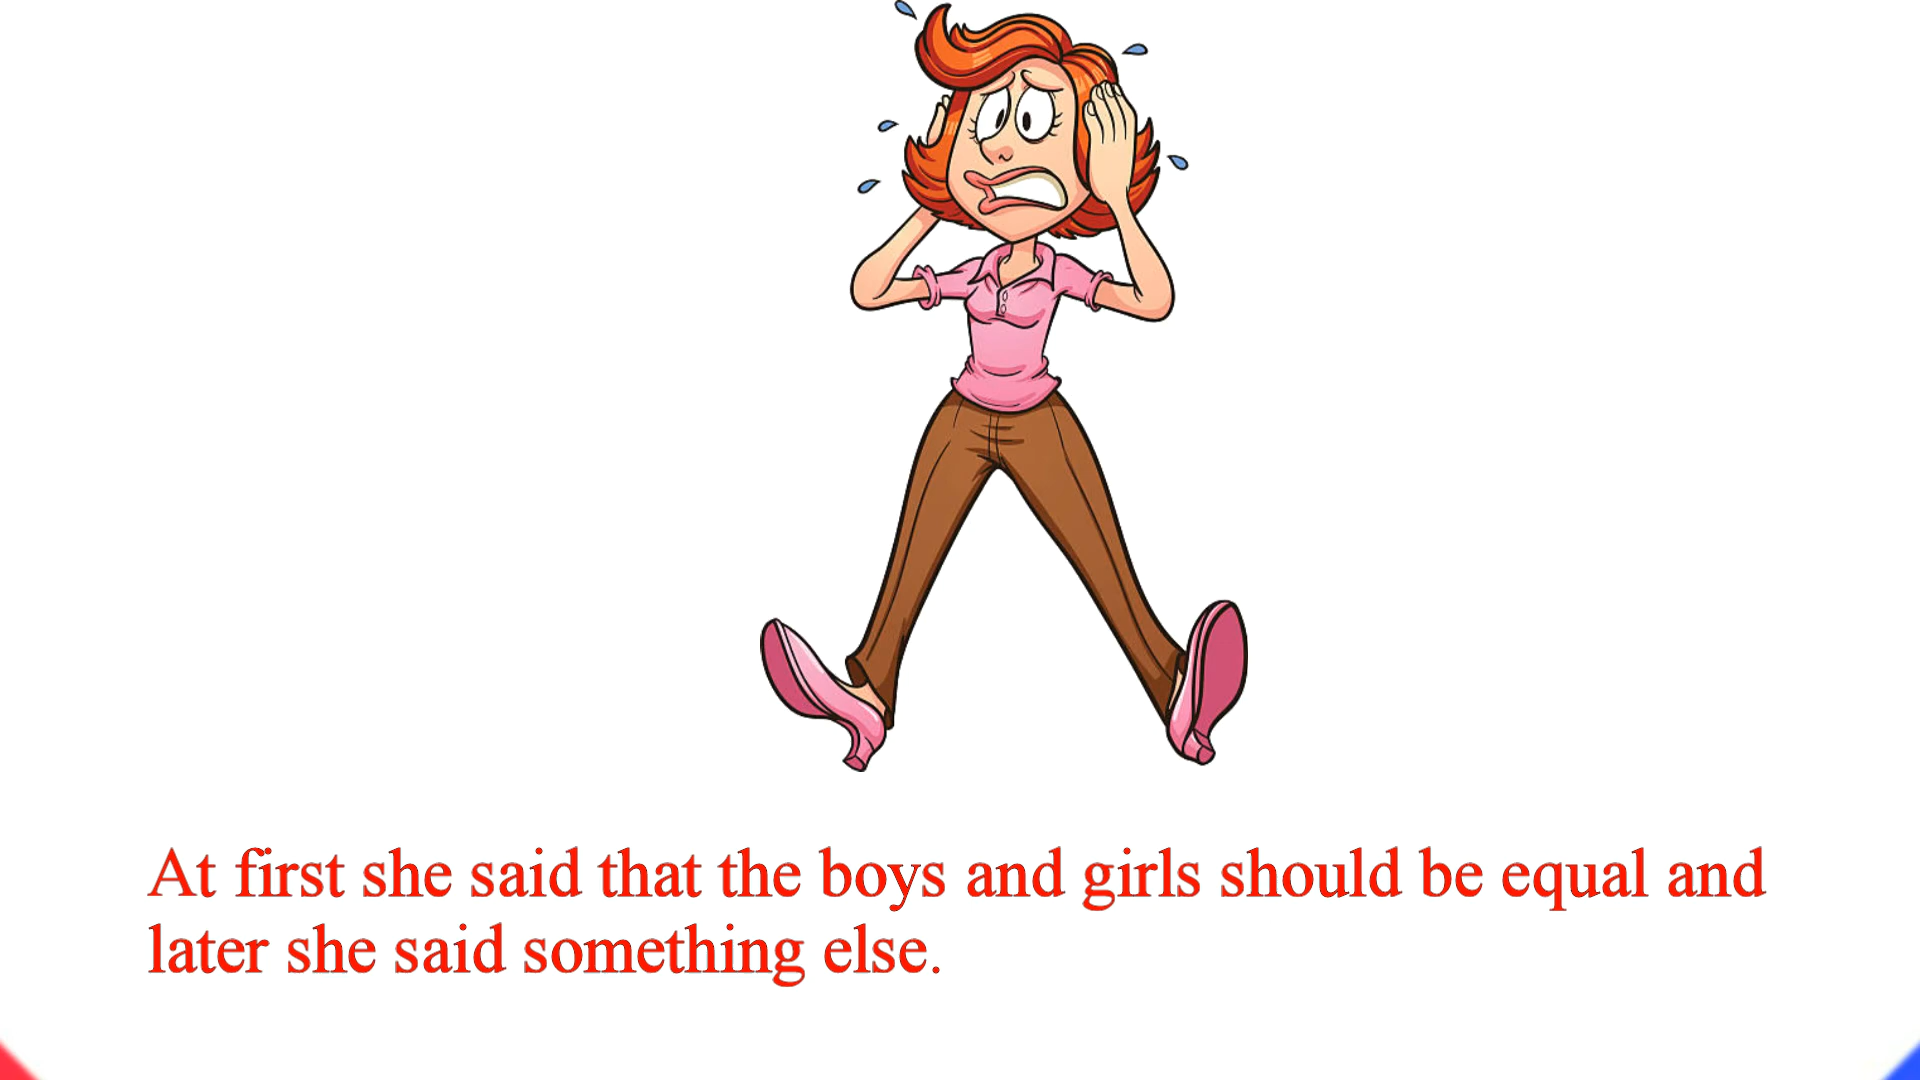 At first she said that the boys and girls should be equal and
later she said something else.